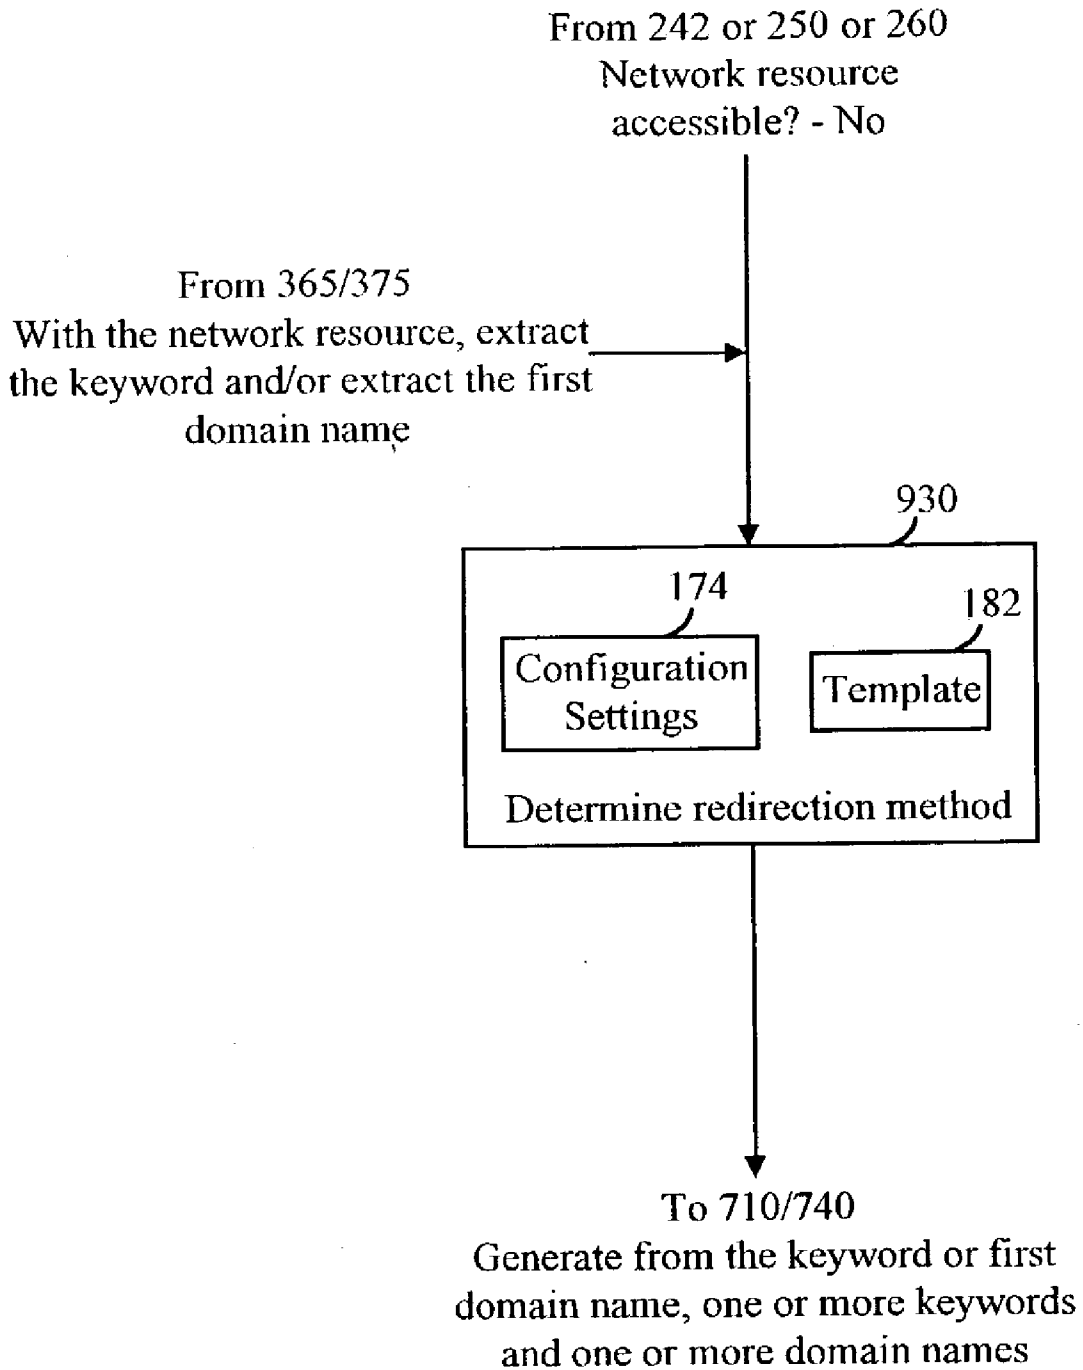 From 242 or 250 or 260
Network resource
accessible? - No
From 365/375
With the network resource, extract
the keyword and/or extract the first
domain name
930
174
182
Configuration
Settings
Template
Determine redirection method
To 710/740
Generate from the keyword or first
domain name, one or more keywords
and one or more domain names